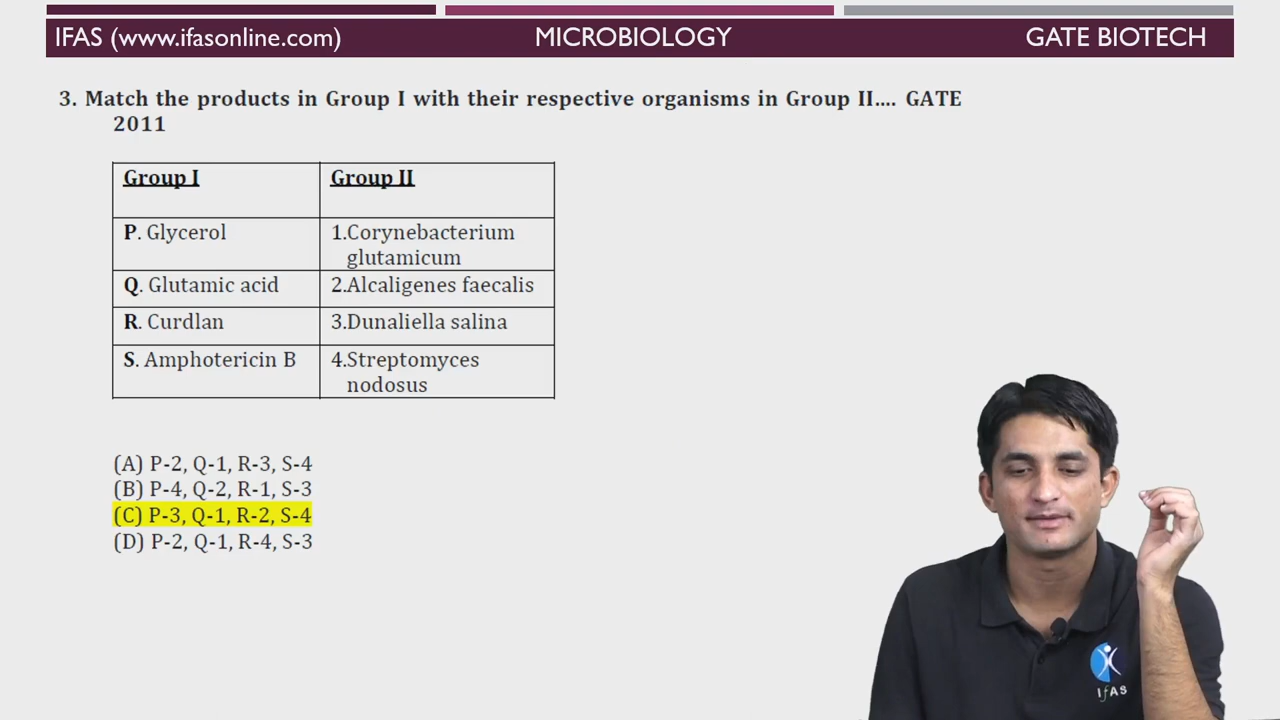 IFAS (www.ifasonline.com) MICROBIOLOGY GATE BIOTECH
3. Match the products in Group I with their respective organisms in Group II.... GATE
2011
Group I Group II
P. Glycerol 1.Corynebacterium
glutamicum
Q. Glutamic acid 2.Alcaligenes faecalis
R. Curdlan 3.Dunaliella salina
S. Amphotericin B 4.Streptomyces
nodosus
(A) P-2, Q-1, R-3, S-4
(B) P-4, Q-2, R-1, S-3
(C) P-3, Q-1, R-2, S-4
(D) P-2, Q-1, R-4, S-3
IfAS